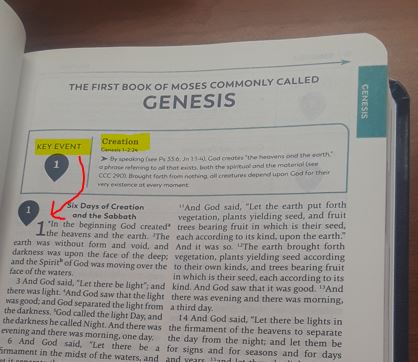 THE FIRST BOOK OF MOSES COMMONLY CALLED
GENESIS
GENESIS
KEY EVENT
1
Creation
Genesis 1–2:24
➤ By speaking (see Ps 33:6; Jn 1:1-4), God creates "the heavens and the earth,"
a phrase referring to all that exists, both the spiritual and the material (see
CCC 290). Brought forth from nothing, all creatures depend upon God for their
very existence at every moment.
1
Six Days of Creation
and the Sabbath
1 In the beginning God created
the heavens and the earth. ²The
earth was without form and void, and
darkness was upon the face of the deep;
and the Spirit of God was moving over the
face of the waters.
3 And God said, "Let there be light"; and
there was light. ⁴And God saw that the light
was good; and God separated the light from
the darkness. ⁵God called the light Day, and
the darkness he called Night. And there was
evening and there was morning, one day.
6 And God said, "Let there be a
firmament in the midst of the waters, and
¹¹And God said, "Let the earth put forth
vegetation, plants yielding seed, and fruit
trees bearing fruit in which is their seed,
each according to its kind, upon the earth."
And it was so. ¹²The earth brought forth
vegetation, plants yielding seed according
to their own kinds, and trees bearing fruit
in which is their seed, each according to its
kind. And God saw that it was good. ¹³And
there was evening and there was morning,
a third day.
14 And God said, "Let there be lights in
the firmament of the heavens to separate
the day from the night; and let them be
for signs and for seasons and for days